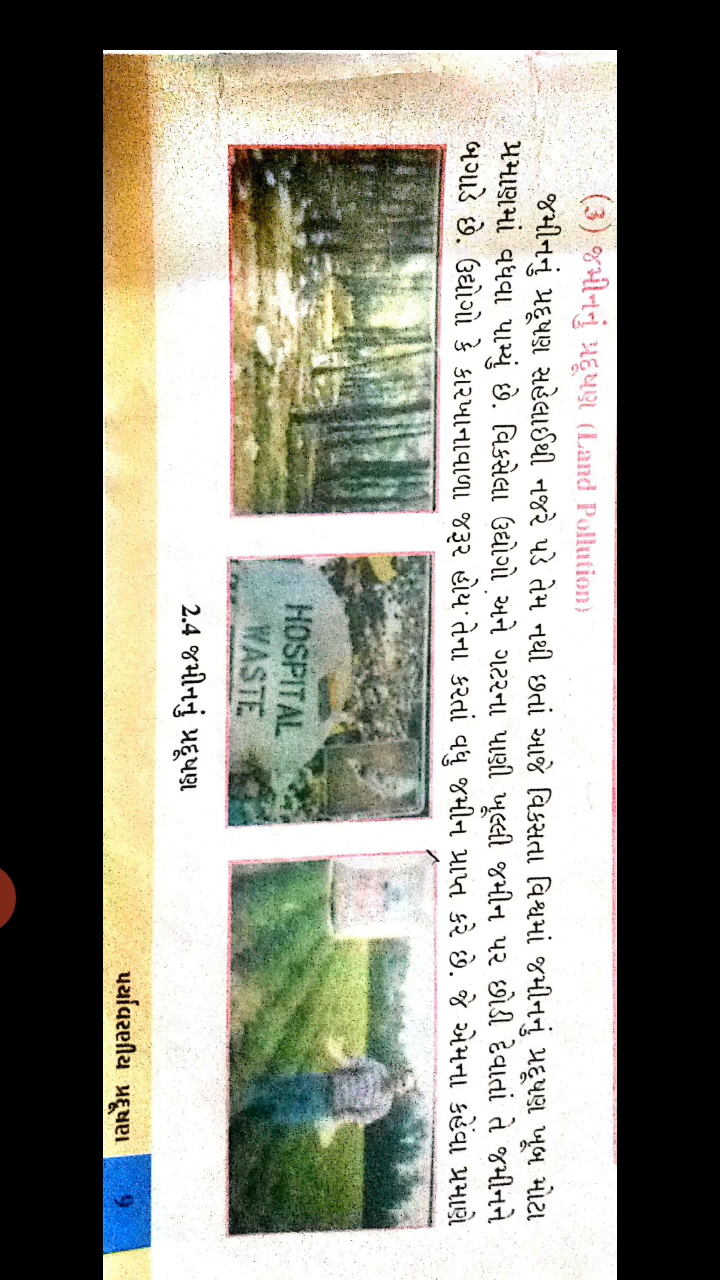 (3) જમીનનું પ્રદૂષણ (Land Pollution)
જમીનનું પ્રદૂષણ સહેલાઈથી નજરે પડે તેમ નથી છતાં આજે વિકસતા વિશ્વમાં જમીનનું પ્રદૂષણ ખૂબ મોટા
પ્રમાણમાં વધવા પામ્યું છે. વિકસેલા ઉદ્યોગો અને ગટરના પાણી ખુલ્લી જમીન પર છોડી દેવાતાં તે જમીનને
બગાડે છે. ઉદ્યોગો કે કારખાનાવાળા જરૂર હોય તેના કરતાં વધુ જમીન પ્રાપ્ત કરે છે. જે એમના કહેવા પ્રમાણે
HOSPITAL
WASTE
2.4 જમીનનું પ્રદૂષણ
પર્યાવરણીય પ્રદૂષણ 9